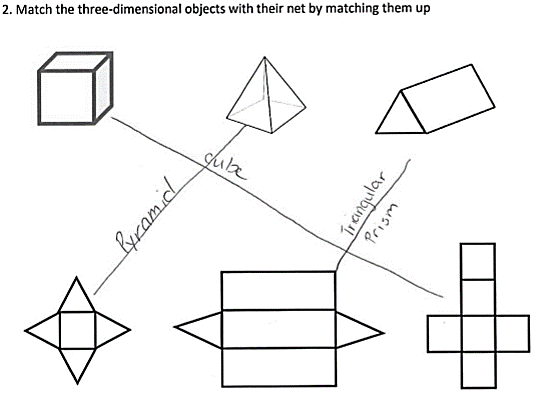 2. Match the three-dimensional objects with their net by matching them up
Cube
Pyramid
Triangular
Prism